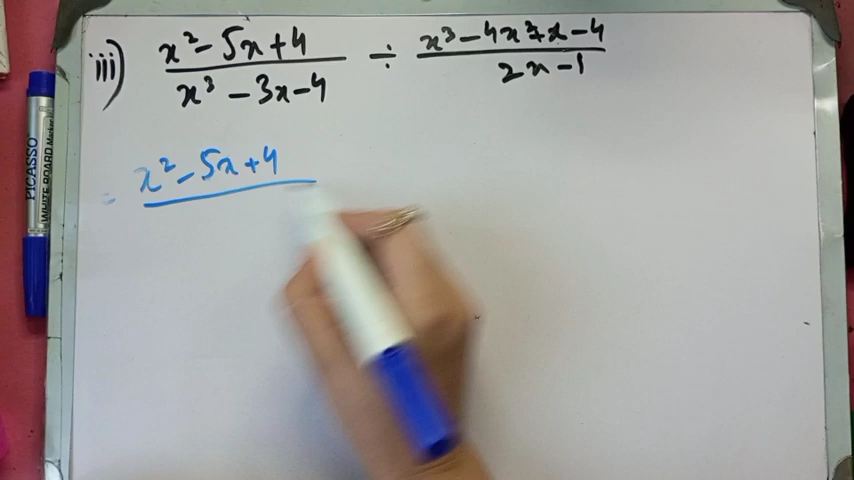 iii) x² - 5x + 4 / x³ - 3x - 4 ÷ x³ - 4x² + x - 4 / 2x - 1
= x² - 5x + 4
PICASSO WHITE BOARD Marker